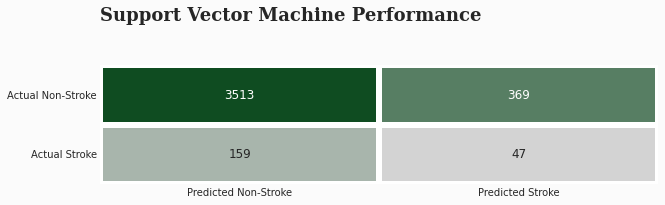 Support Vector Machine Performance
Actual Non-Stroke 3513 369
Actual Stroke 159 47
Predicted Non-Stroke Predicted Stroke